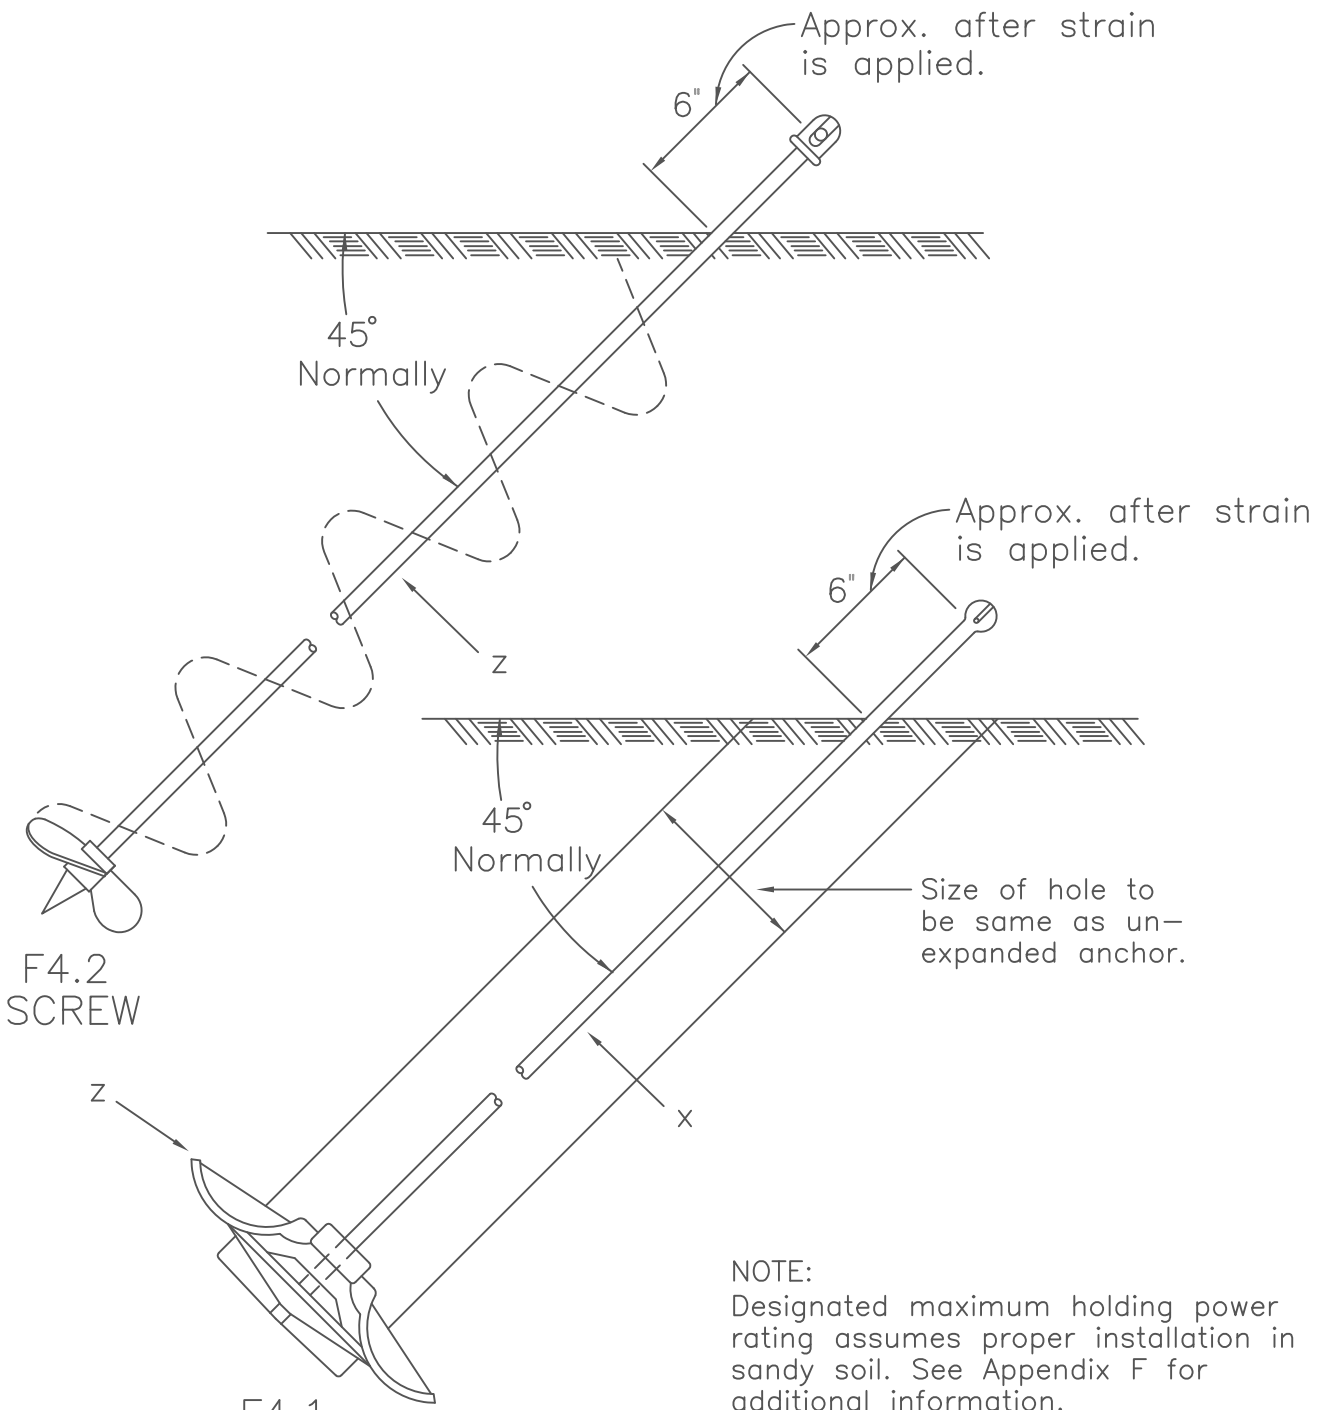 Approx. after strain
is applied.
6"
45°
Normally
z
F4.2
SCREW
Approx. after strain
is applied.
6"
45°
Normally
Size of hole to
be same as un-
expanded anchor.
x
z
NOTE:
Designated maximum holding power
rating assumes proper installation in
sandy soil. See Appendix F for
additional information.
F4.1